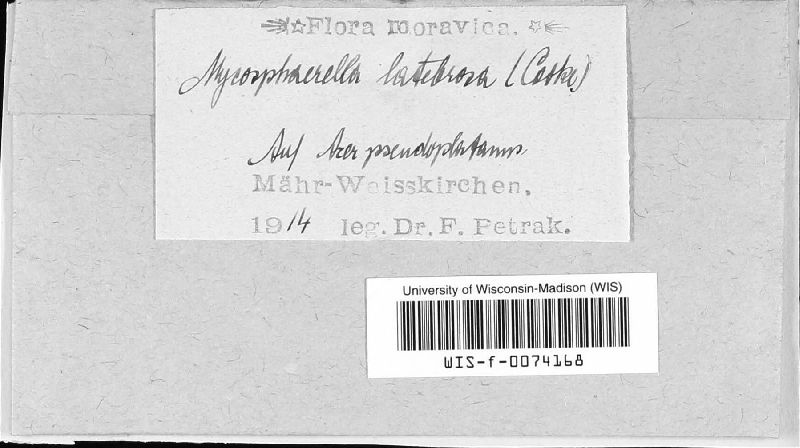 Flora moravica.
Mycosphaerella latebrosa (Cooke)
Auf Acer pseudoplatanus
Mähr-Weisskirchen.
1914 leg. Dr. F. Petrak.
University of Wisconsin-Madison (WIS)
WIS-f-0074168